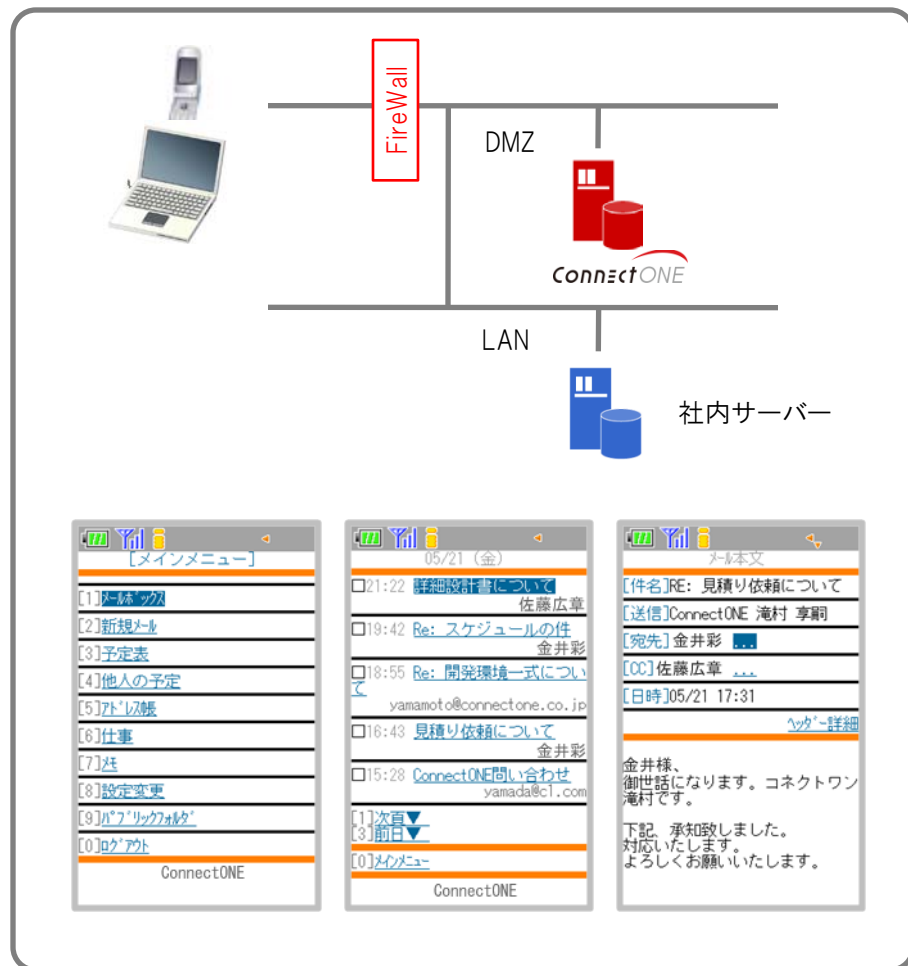 FireWall
DMZ
ConnectONE
LAN
社内サーバー
[メインメニュー]
[1]ﾒｰﾙﾎﾞｯｸｽ
[2]新規ﾒｰﾙ
[3]予定表
[4]他人の予定
[5]ｱﾄﾞﾚｽ帳
[6]仕事
[7]ﾒﾓ
[8]設定変更
[9]ﾊﾟﾌﾞﾘｯｸﾌｫﾙﾀﾞ
[0]ﾛｸﾞｱｳﾄ
ConnectONE
05/21 (金)
□21:22 詳細設計書について
佐藤広章
□19:42 Re: スケジュールの件
金井彩
□18:55 Re: 開発環境一式につい
て
yamamoto@connectone.co.jp
□16:43 見積り依頼について
金井彩
□15:28 ConnectONE問い合わせ
yamada@c1.com
[1]次頁▼
[3]前日▼
[0]ﾒｲﾝﾒﾆｭｰ
ConnectONE
ﾒｰﾙ本文
[件名]RE: 見積り依頼について
[送信]ConnectONE 滝村 享嗣
[宛先]金井彩 ...
[CC]佐藤広章 ...
[日時]05/21 17:31
ﾍｯﾀﾞｰ詳細
金井様、
御世話になります。コネクトワン
滝村です。
下記、承知致しました。
対応いたします。
よろしくお願いいたします。